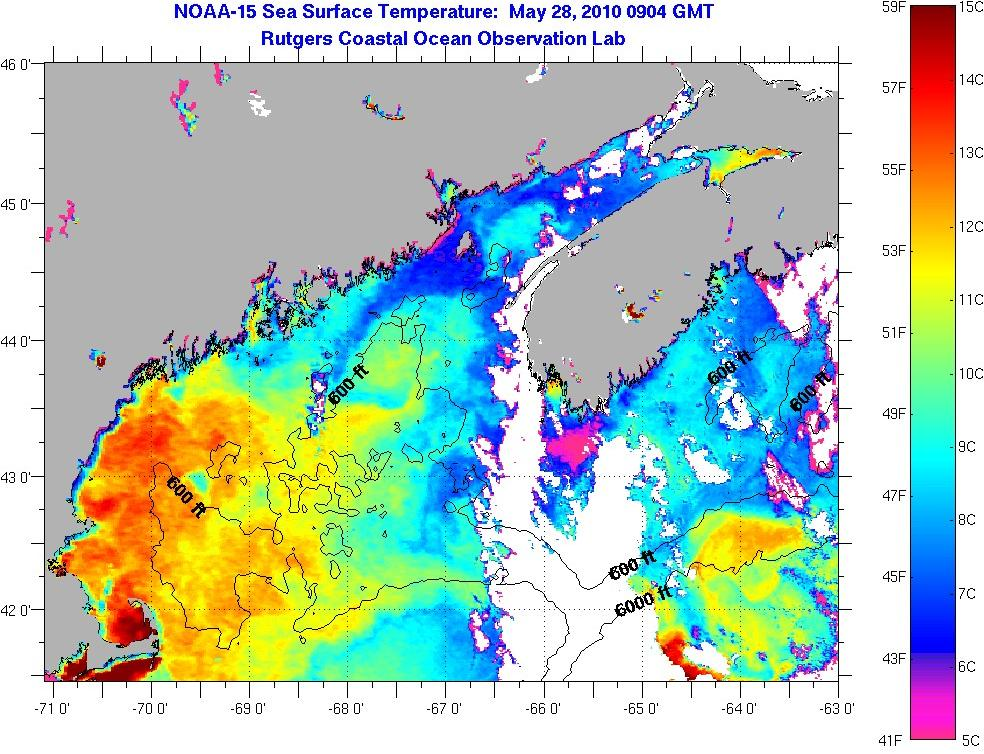 NOAA-15 Sea Surface Temperature: May 28, 2010 0904 GMT
Rutgers Coastal Ocean Observation Lab
46 0'
45 0'
44 0'
43 0'
42 0'
-71 0' -70 0' -69 0' -68 0' -67 0' -66 0' -65 0' -64 0' -63 0'
600 ft
600 ft
600 ft
600 ft
600 ft
6000 ft
59F 15C
57F 14C
55F 13C
53F 12C
51F 11C
49F 10C
47F 9C
45F 8C
43F 7C
41F 6C
5C